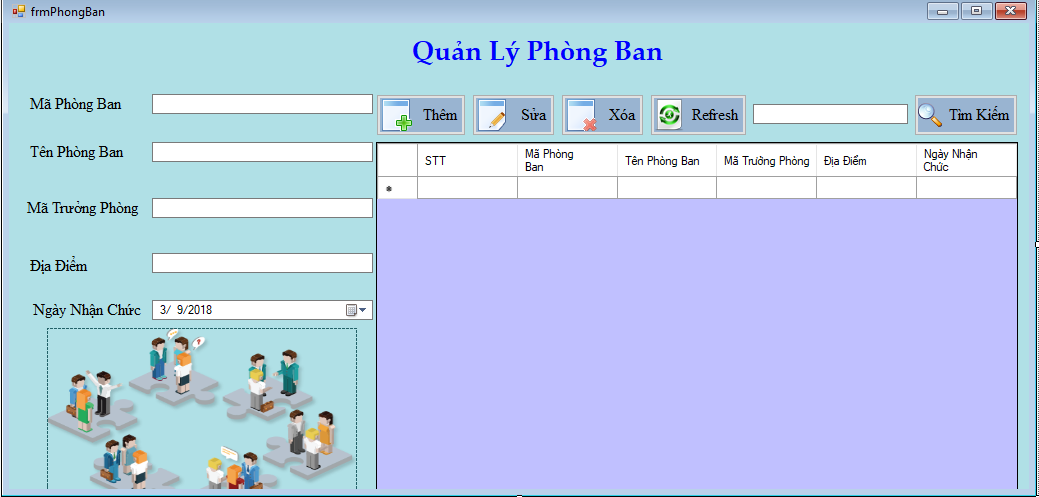 frmPhongBan
Quản Lý Phòng Ban
Mã Phòng Ban
Thêm
Sửa
Xóa
Refresh
Tìm Kiếm
Tên Phòng Ban
STT
Mã Phòng
Ban
Tên Phòng Ban
Mã Trưởng Phòng
Địa Điểm
Ngày Nhận
Chức
Mã Trưởng Phòng
Địa Điểm
Ngày Nhận Chức
3/ 9/2018
?